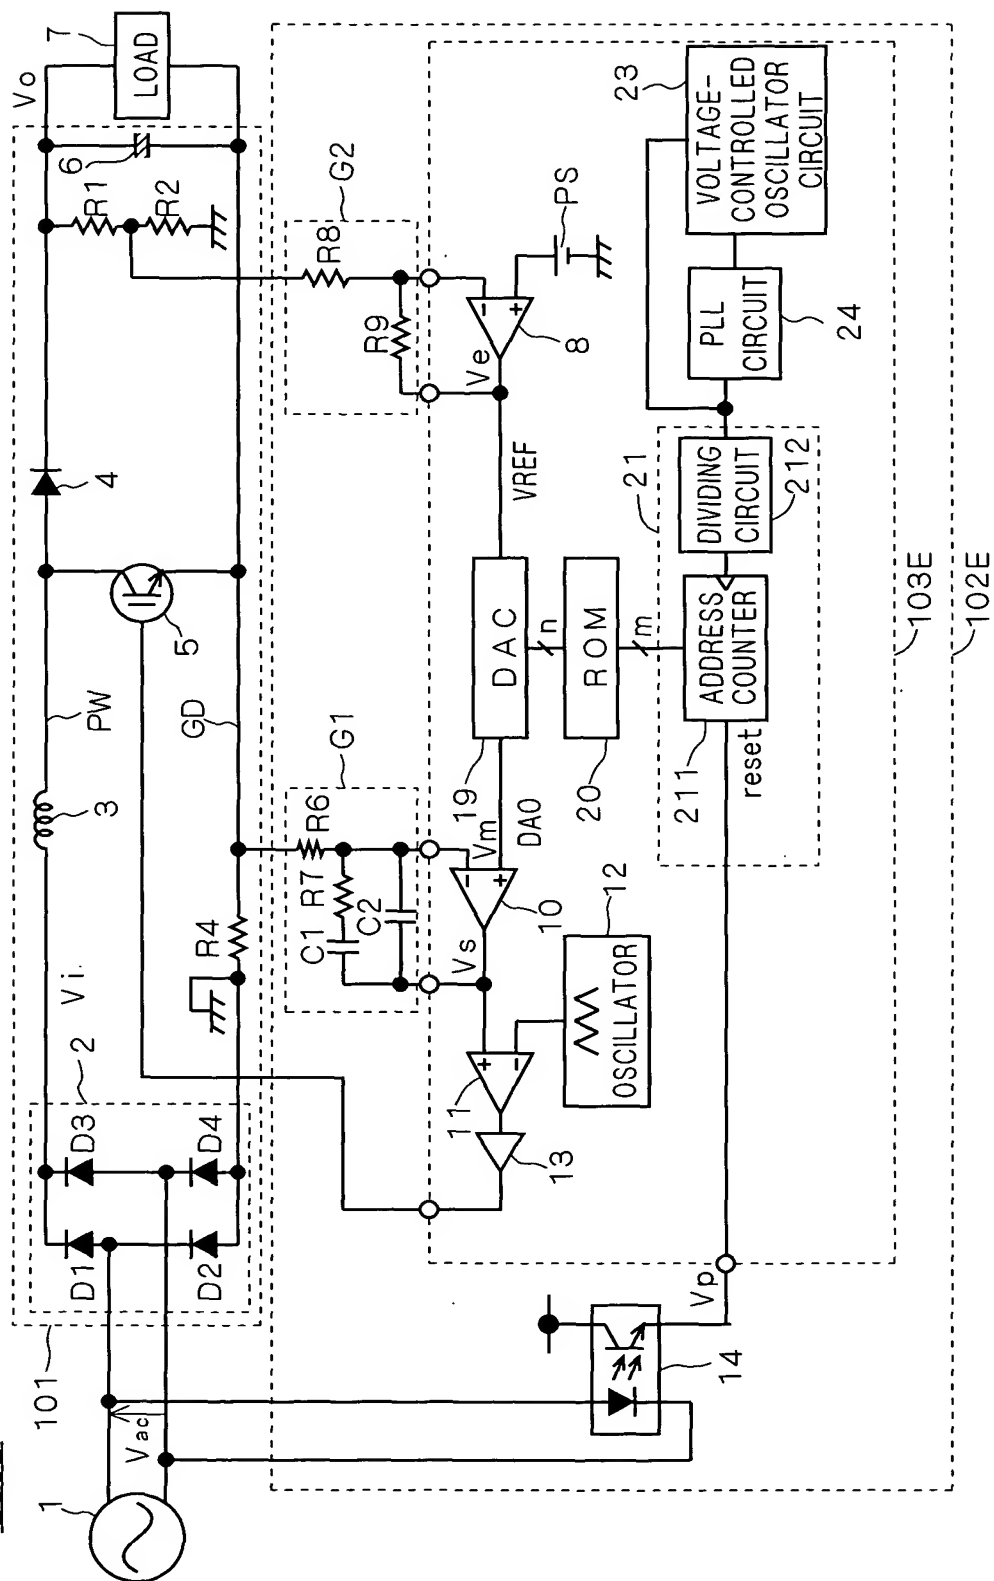 1
Vac
101
D1
D2
D3
D4
2
Vi
R4
3
PW
GD
5
4
R1
R2
6
Vo
7
LOAD
G1
R6
R7
C1
C2
G2
R8
R9
PS
8
Ve
VREF
DAC
19
n
ROM
20
m
DAO
Vm
10
Vs
11
12
OSCILLATOR
13
14
Vp
21
211
ADDRESS
COUNTER
reset
DIVIDING
CIRCUIT
212
PLL
CIRCUIT
24
23
VOLTAGE-
CONTROLLED
OSCILLATOR
CIRCUIT
103E
102E